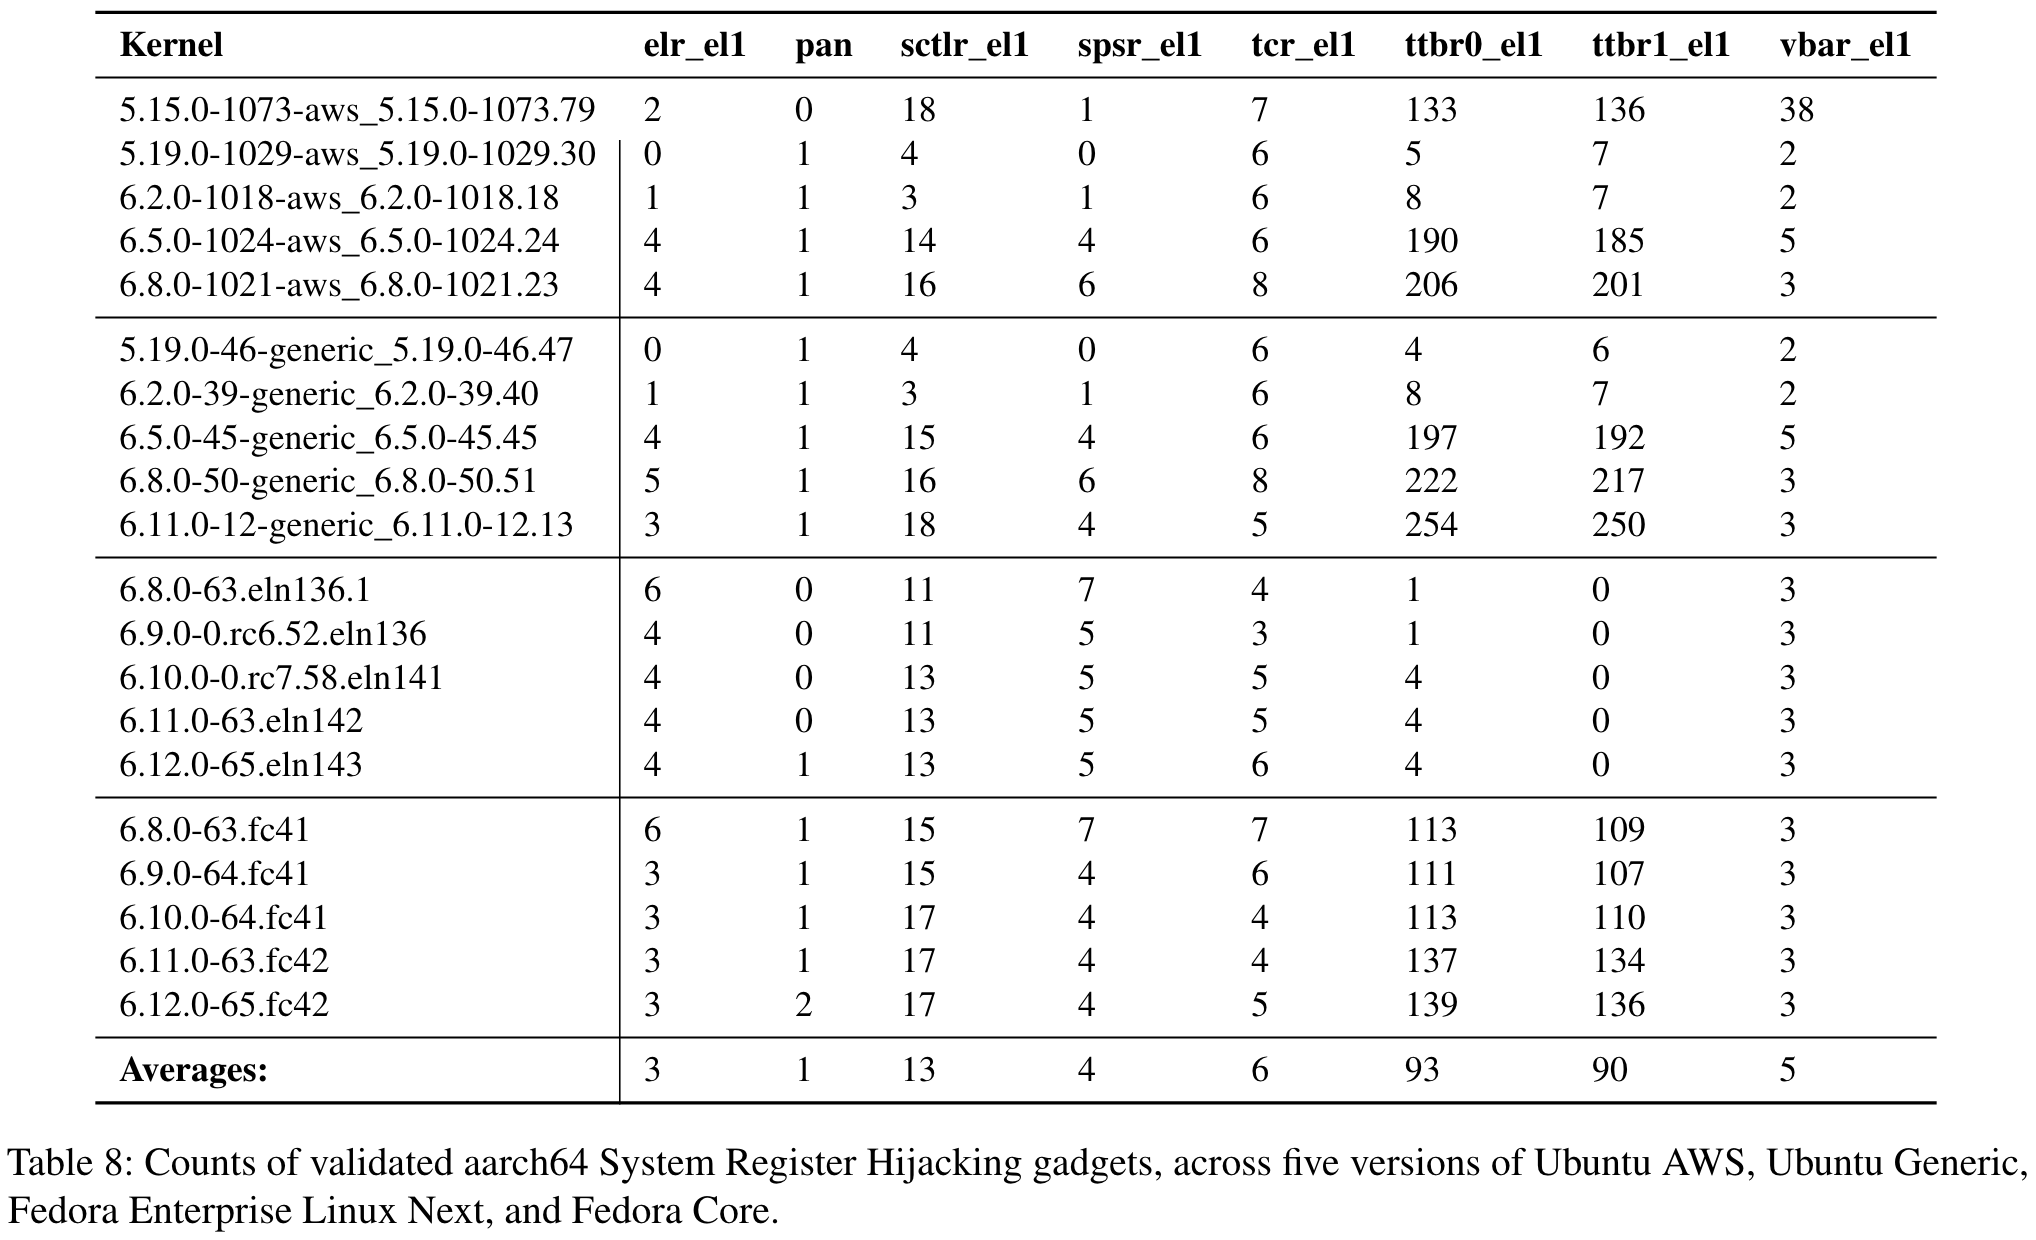 Kernel elr_el1 pan sctlr_el1 spsr_el1 tcr_el1 ttbr0_el1 ttbr1_el1 vbar_el1
5.15.0-1073-aws_5.15.0-1073.79 2 0 18 1 7 133 136 38
5.19.0-1029-aws_5.19.0-1029.30 0 1 4 0 6 5 7 2
6.2.0-1018-aws_6.2.0-1018.18 1 1 3 1 6 8 7 2
6.5.0-1024-aws_6.5.0-1024.24 4 1 14 4 6 190 185 5
6.8.0-1021-aws_6.8.0-1021.23 4 1 16 6 8 206 201 3
5.19.0-46-generic_5.19.0-46.47 0 1 4 0 6 4 6 2
6.2.0-39-generic_6.2.0-39.40 1 1 3 1 6 8 7 2
6.5.0-45-generic_6.5.0-45.45 4 1 15 4 6 197 192 5
6.8.0-50-generic_6.8.0-50.51 5 1 16 6 8 222 217 3
6.11.0-12-generic_6.11.0-12.13 3 1 18 4 5 254 250 3
6.8.0-63.eln136.1 6 0 11 7 4 1 0 3
6.9.0-0.rc6.52.eln136 4 0 11 5 3 1 0 3
6.10.0-0.rc7.58.eln141 4 0 13 5 5 4 0 3
6.11.0-63.eln142 4 0 13 5 5 4 0 3
6.12.0-65.eln143 4 1 13 5 6 4 0 3
6.8.0-63.fc41 6 1 15 7 7 113 109 3
6.9.0-64.fc41 3 1 15 4 6 111 107 3
6.10.0-64.fc41 3 1 17 4 4 113 110 3
6.11.0-63.fc42 3 1 17 4 4 137 134 3
6.12.0-65.fc42 3 2 17 4 5 139 136 3
Averages: 3 1 13 4 6 93 90 5
Table 8: Counts of validated aarch64 System Register Hijacking gadgets, across five versions of Ubuntu AWS, Ubuntu Generic,
Fedora Enterprise Linux Next, and Fedora Core.